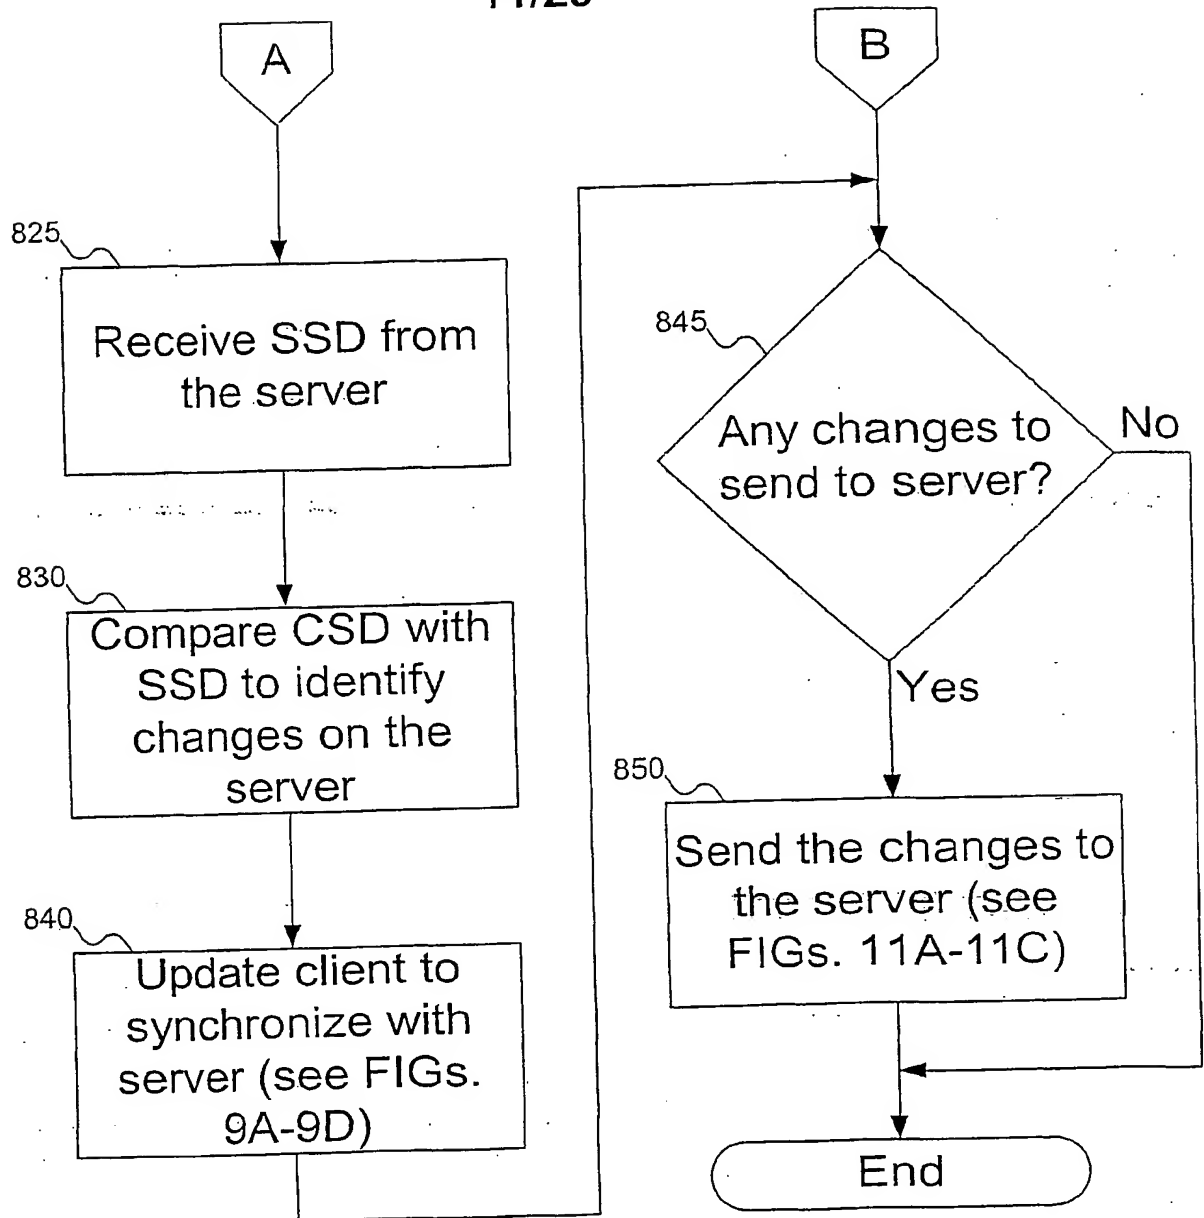 A
825
Receive SSD from
the server
830
Compare CSD with
SSD to identify
changes on the
server
840
Update client to
synchronize with
server (see FIGs.
9A-9D)
B
845
Any changes to
send to server?
No
Yes
850
Send the changes to
the server (see
FIGs. 11A-11C)
End